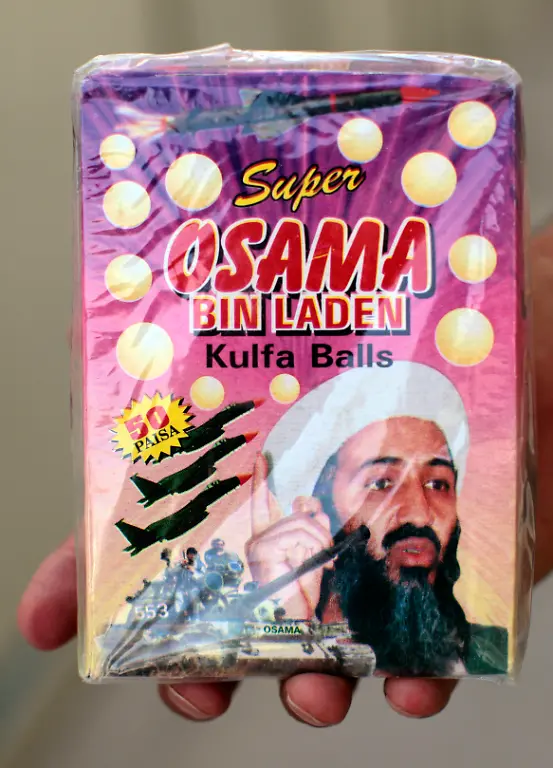 Super
OSAMA
BIN LADEN
Kulfa Balls
50
PAISA
553
OSAMA